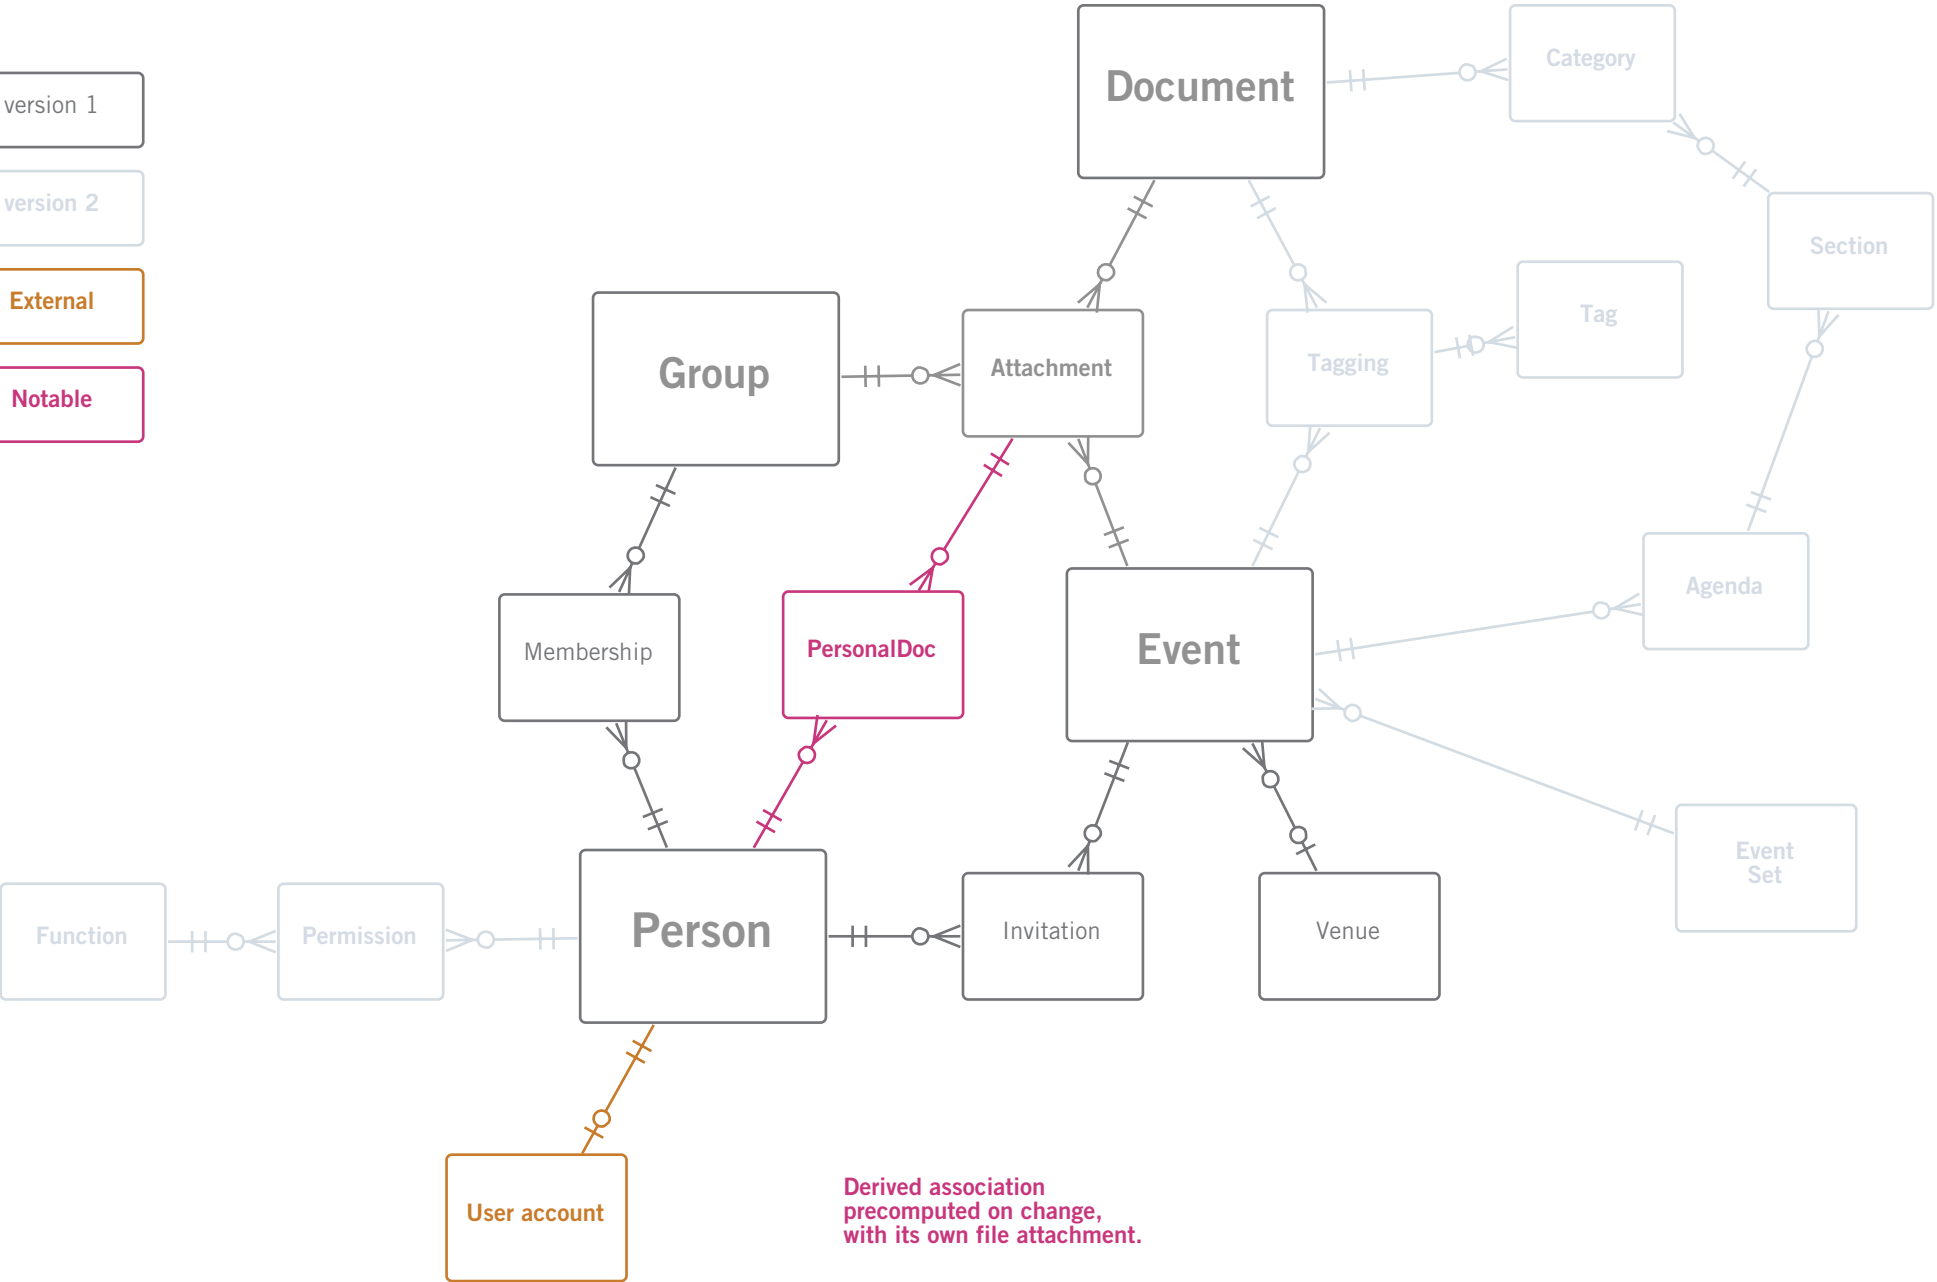 Document
Category
version 1
version 2
Section
External
Tag
Group
Attachment
Tagging
Notable
Agenda
Membership
PersonalDoc
Event
Event
Set
Function
Permission
Person
Invitation
Venue
User account
Derived association
precomputed on change,
with its own file attachment.